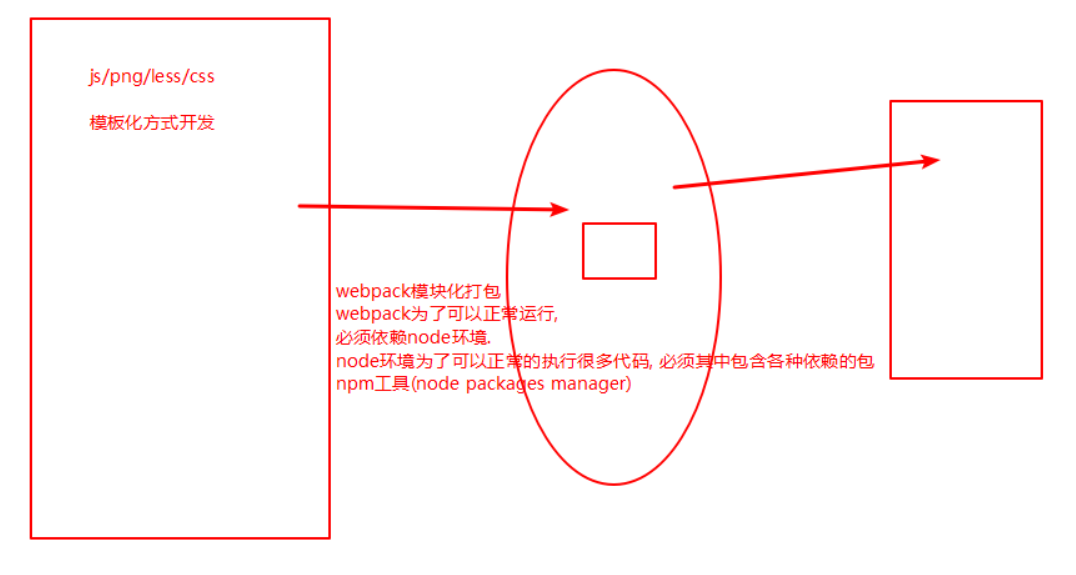 js/png/less/css
模板化方式开发
webpack模块化打包
webpack为了可以正常运行,
必须依赖node环境.
node环境为了可以正常的执行很多代码, 必须其中包含各种依赖的包
npm工具(node packages manager)